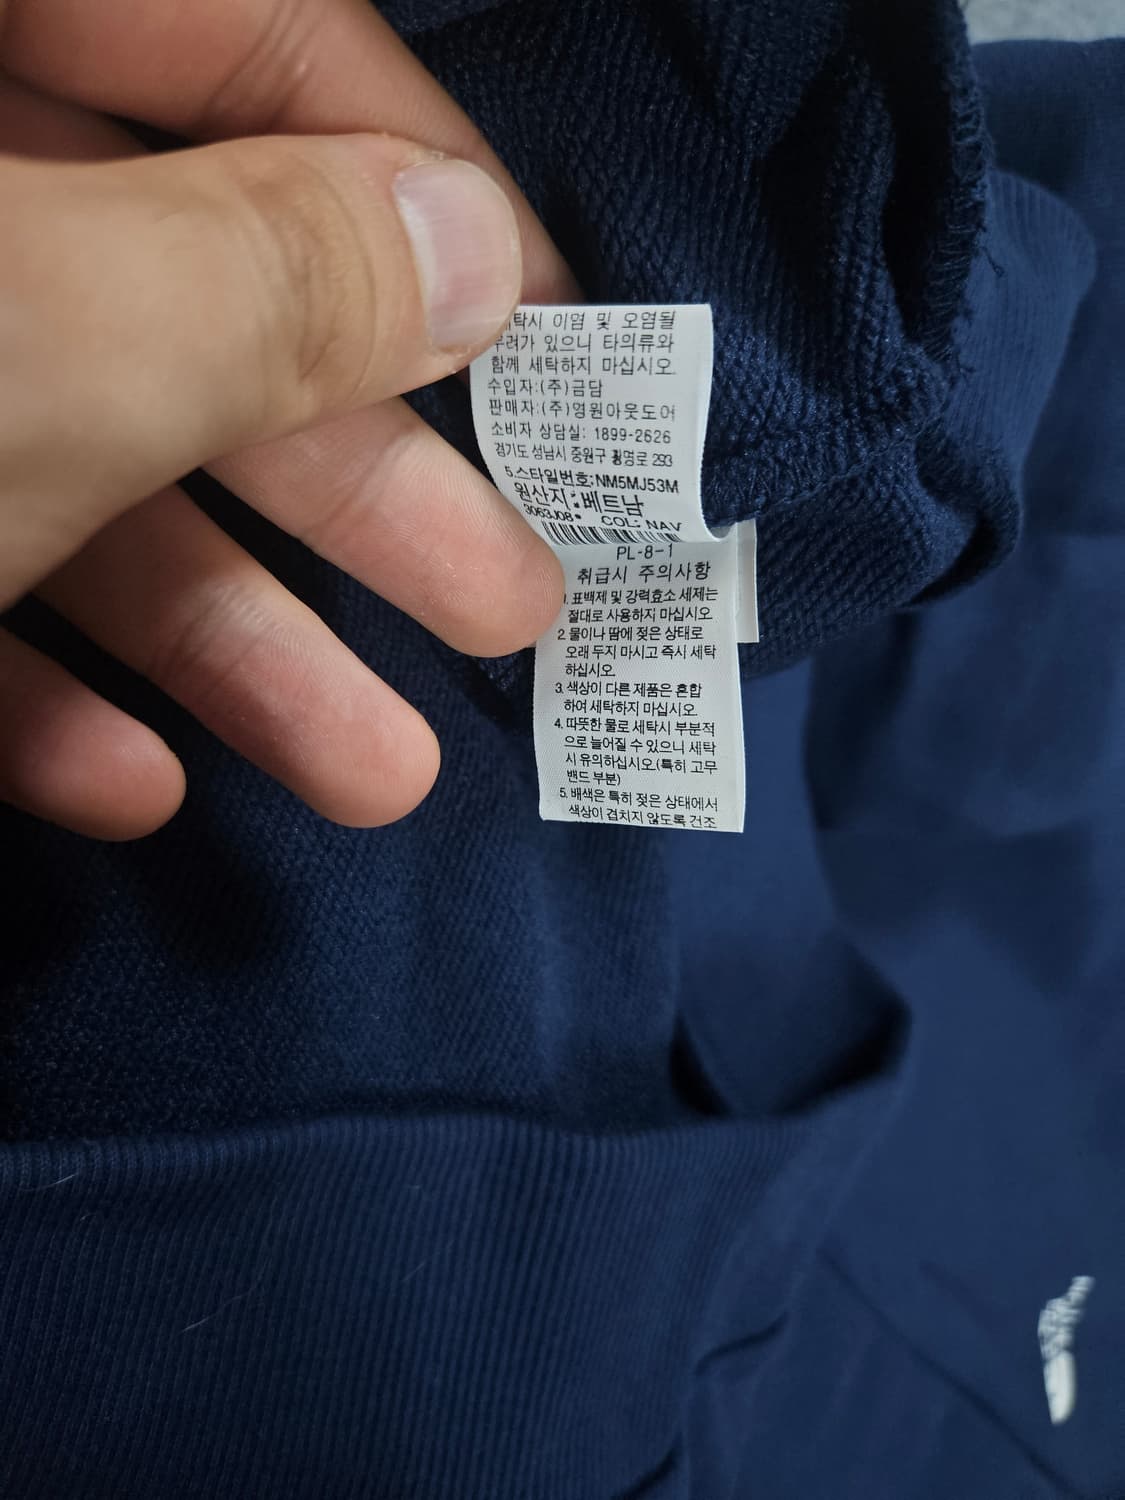 세탁시 이염 및 오염될
우려가 있으니 타의류와
함께 세탁하지 마십시오.
수입자:(주)금담
판매자:(주)영원아웃도어
소비자 상담실: 1899-2626
경기도 성남시 중원구 황명로 293
5.스타일번호:NM5MJ53M
원산지:베트남
3063J08* COL: NAV
PL-8-1
취급시 주의사항
1. 표백제 및 강력효소 세제는
절대로 사용하지 마십시오
2. 물이나 땀에 젖은 상태로
오래 두지 마시고 즉시 세탁
하십시오.
3. 색상이 다른 제품은 혼합
하여 세탁하지 마십시오.
4. 따뜻한 물로 세탁시 부분적
으로 늘어질 수 있으니 세탁
시 유의하십시오.(특히 고무
밴드 부분)
5. 배색은 특히 젖은 상태에서
색상이 겹치지 않도록 건조